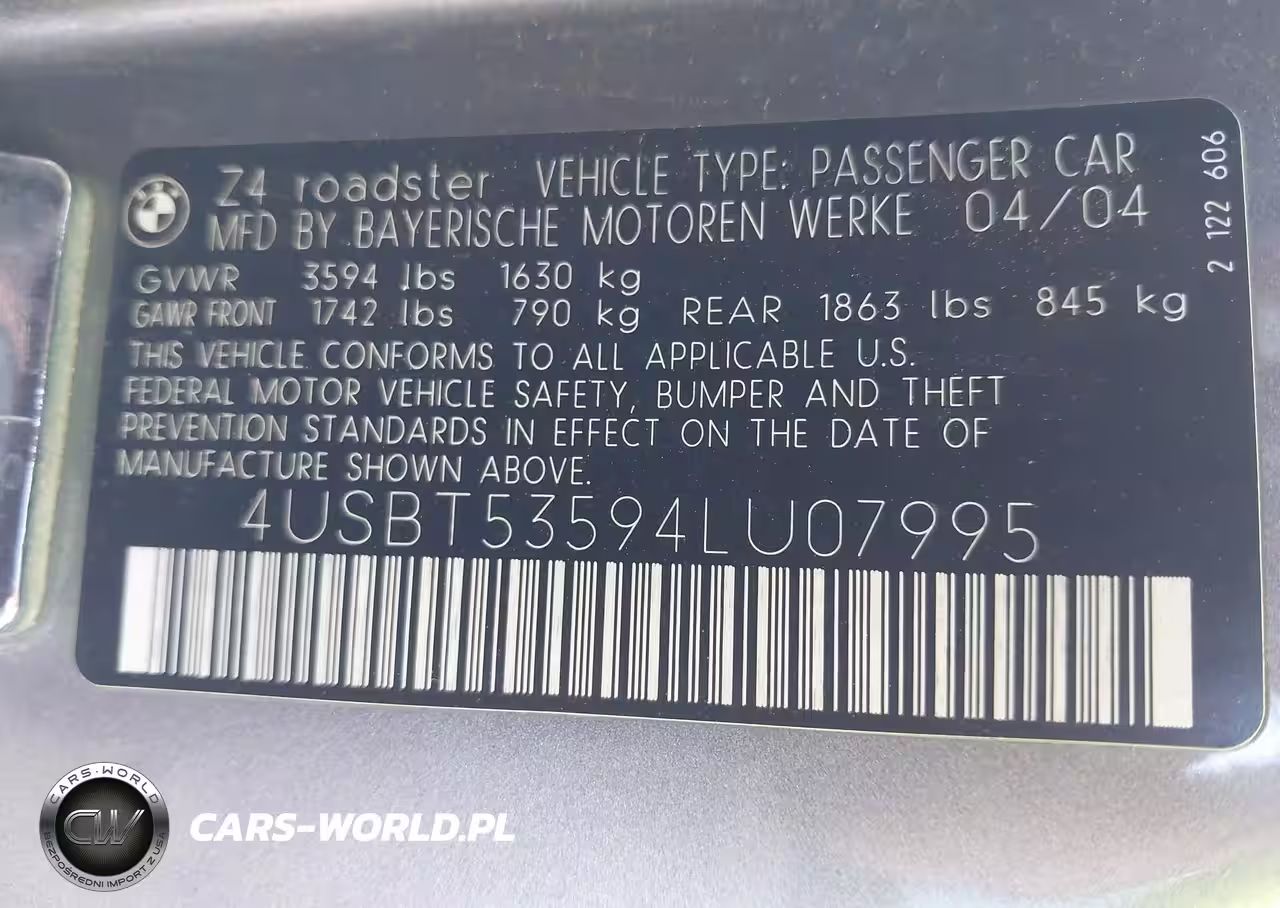 Z4 roadster VEHICLE TYPE: PASSENGER CAR
MFD BY BAYERISCHE MOTOREN WERKE 04/04
GVWR 3594 lbs 1630 kg
GAWR FRONT 1742 lbs 790 kg REAR 1863 lbs 845 kg
THIS VEHICLE CONFORMS TO ALL APPLICABLE U.S.
FEDERAL MOTOR VEHICLE SAFETY, BUMPER AND THEFT
PREVENTION STANDARDS IN EFFECT ON THE DATE OF
MANUFACTURE SHOWN ABOVE.
4USBT53594LU07995
2 122 606
CARS-WORLD
CW
BEZPOŚREDNI IMPORT Z USA
CARS-WORLD.PL